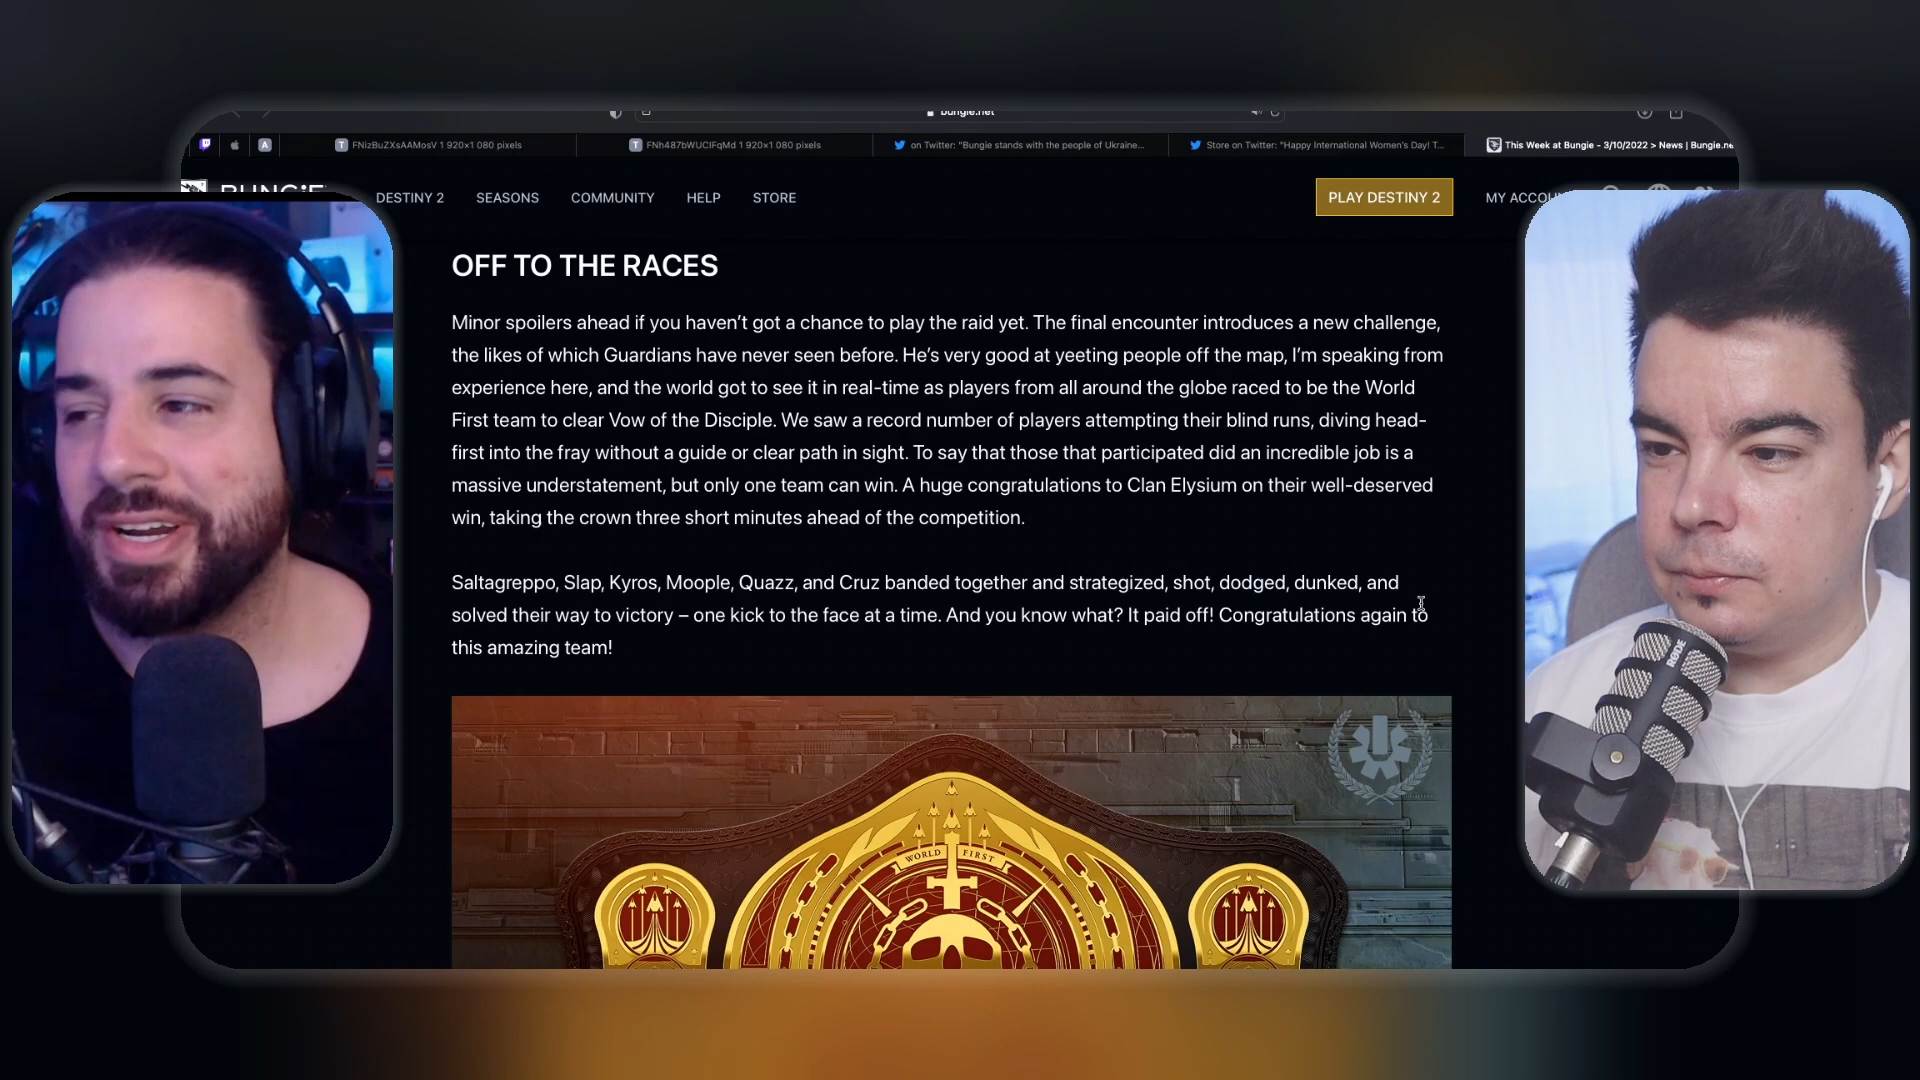 bungie.net
A
T FNizBuZXsAAMosV 1 920×1 080 pixels
T FNh487bWUCIFqMd 1 920×1 080 pixels
on Twitter: "Bungie stands with the people of Ukraine...
Store on Twitter: "Happy International Women's Day! T...
This Week at Bungie - 3/10/2022 > News | Bungie.ne
BUNGiE
DESTINY 2
SEASONS
COMMUNITY
HELP
STORE
PLAY DESTINY 2
MY ACCOU
OFF TO THE RACES
Minor spoilers ahead if you haven’t got a chance to play the raid yet. The final encounter introduces a new challenge,
the likes of which Guardians have never seen before. He’s very good at yeeting people off the map, I’m speaking from
experience here, and the world got to see it in real-time as players from all around the globe raced to be the World
First team to clear Vow of the Disciple. We saw a record number of players attempting their blind runs, diving head-
first into the fray without a guide or clear path in sight. To say that those that participated did an incredible job is a
massive understatement, but only one team can win. A huge congratulations to Clan Elysium on their well-deserved
win, taking the crown three short minutes ahead of the competition.
Saltagreppo, Slap, Kyros, Moople, Quazz, and Cruz banded together and strategized, shot, dodged, dunked, and
solved their way to victory – one kick to the face at a time. And you know what? It paid off! Congratulations again to
this amazing team!
WORLD FIRST
RØDE